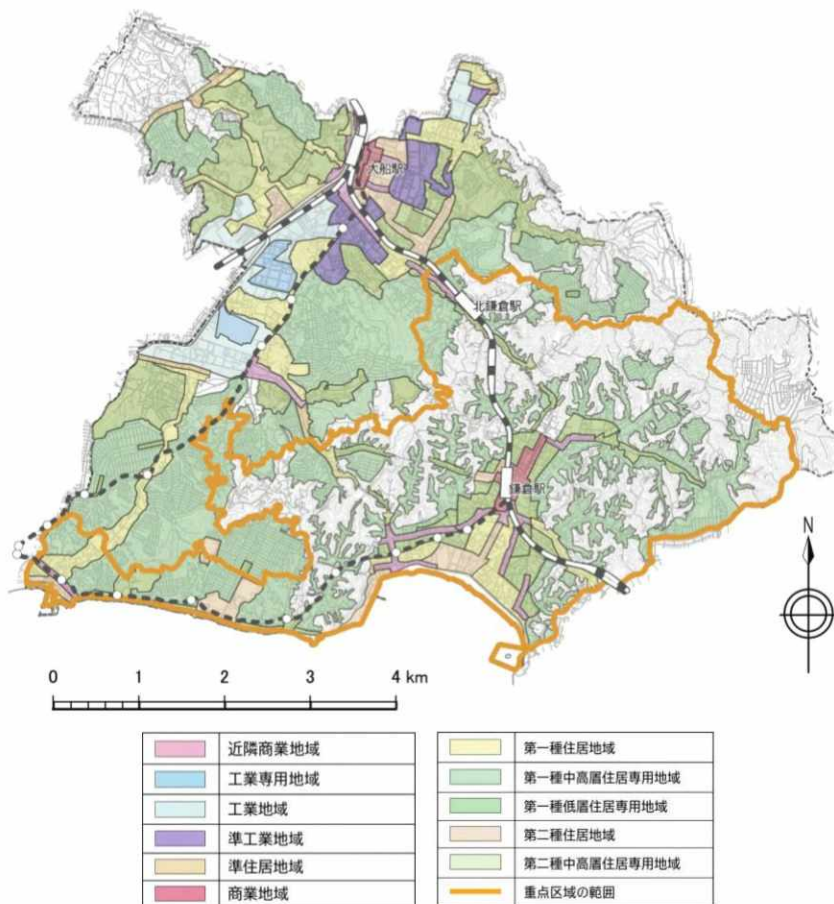 大船駅
北鎌倉駅
鎌倉駅
N
0 1 2 3 4 km
近隣商業地域
工業専用地域
工業地域
準工業地域
準住居地域
商業地域
第一種住居地域
第一種中高層住居専用地域
第一種低層住居専用地域
第二種住居地域
第二種中高層住居専用地域
重点区域の範囲